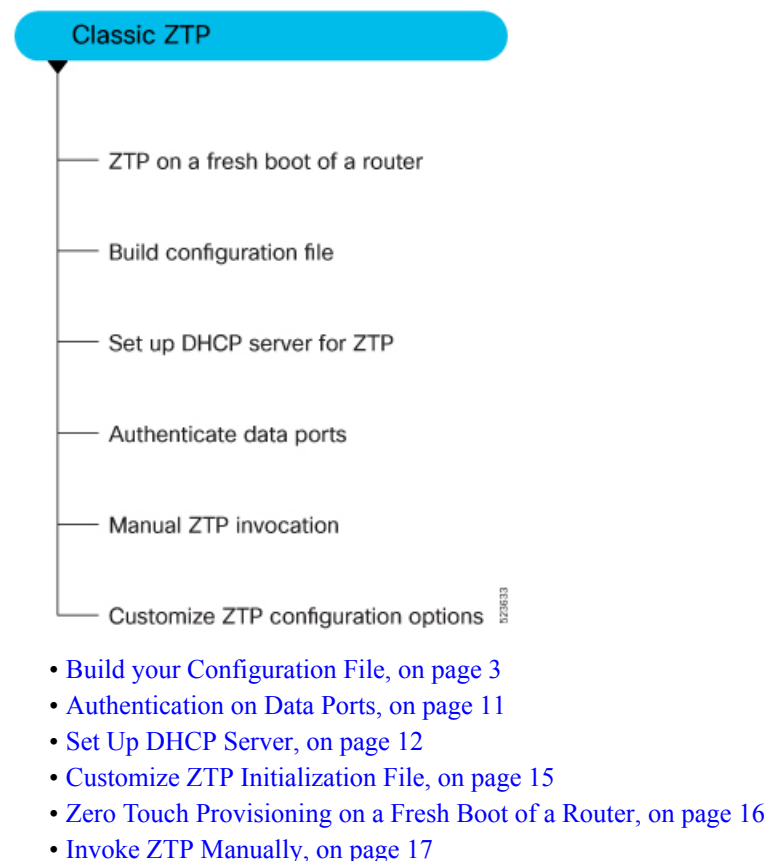 Classic ZTP
ZTP on a fresh boot of a router
Build configuration file
Set up DHCP server for ZTP
Authenticate data ports
Manual ZTP invocation
Customize ZTP configuration options
523633
• Build your Configuration File, on page 3
• Authentication on Data Ports, on page 11
• Set Up DHCP Server, on page 12
• Customize ZTP Initialization File, on page 15
• Zero Touch Provisioning on a Fresh Boot of a Router, on page 16
• Invoke ZTP Manually, on page 17